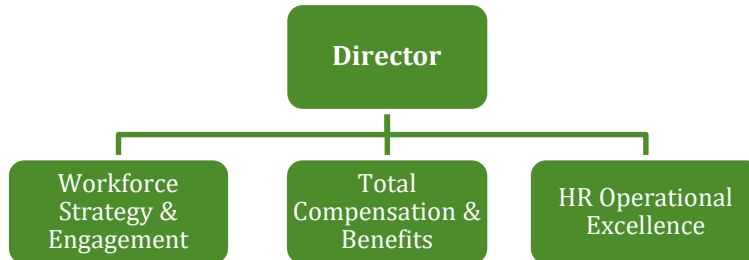 Director
Workforce
Strategy &
Engagement
Total
Compensation &
Benefits
HR Operational
Excellence